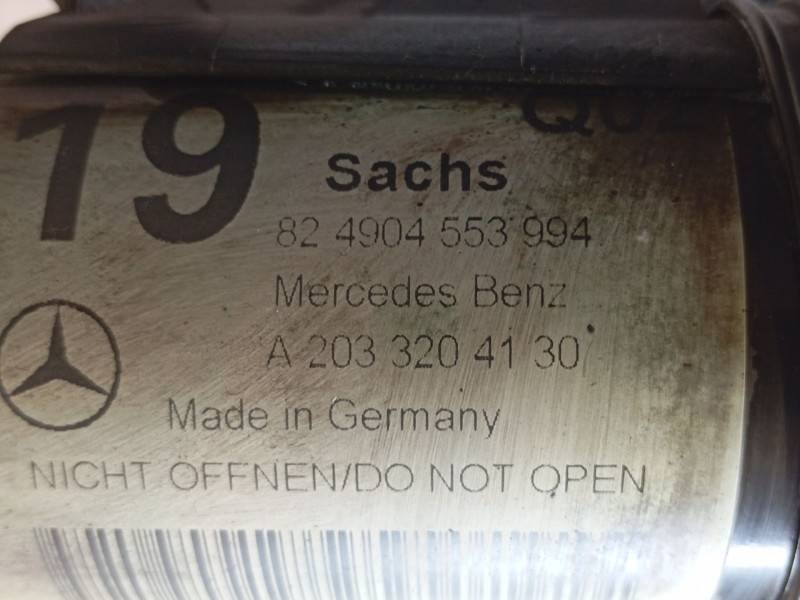 19
Sachs
82 4904 553 994
Mercedes Benz
A 203 320 41 30
Made in Germany
NICHT ÖFFNEN/DO NOT OPEN